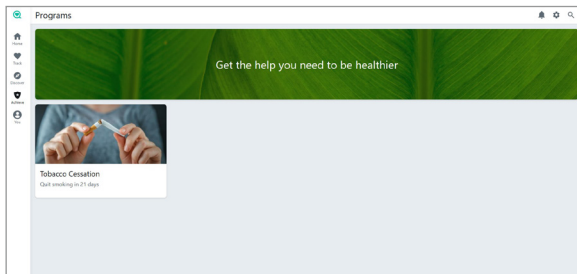 Programs
Home
Track
Discover
Achieve
You
Get the help you need to be healthier
Tobacco Cessation
Quit smoking in 21 days